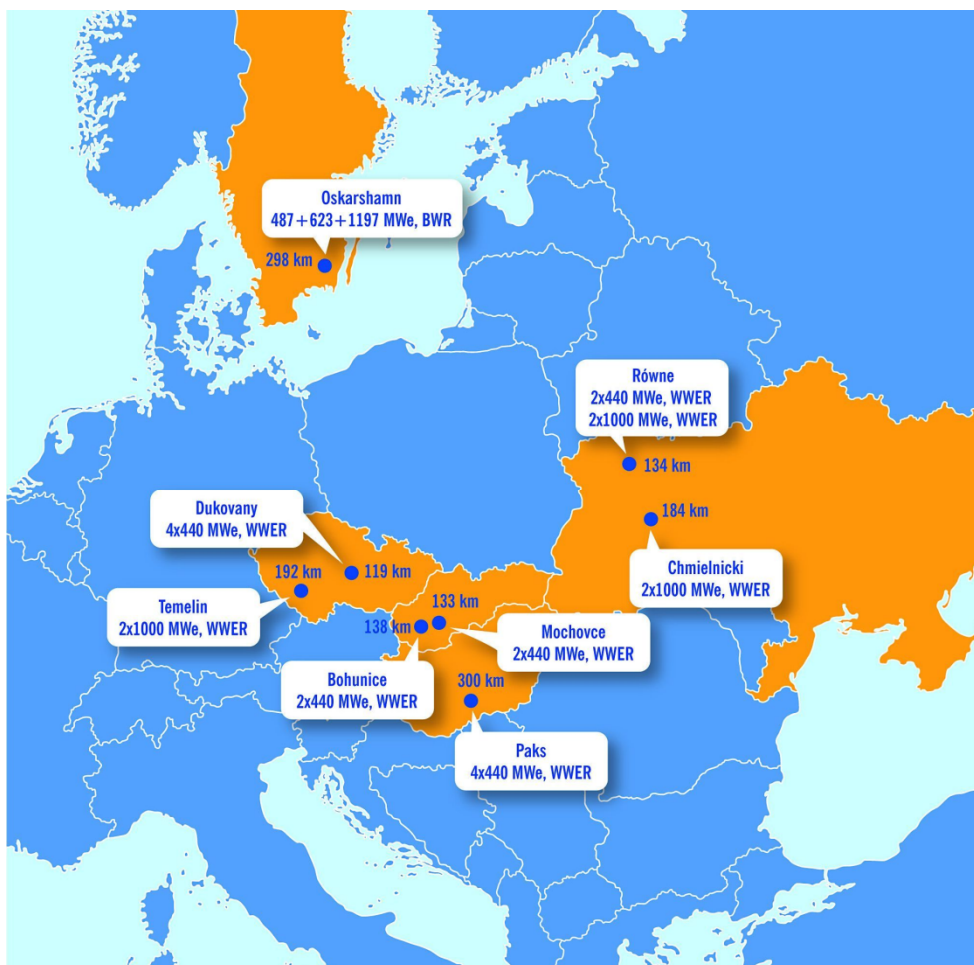 Oskarshamn
487+623+1197 MWe, BWR
298 km
Równe
2x440 MWe, WWER
2x1000 MWe, WWER
134 km
184 km
Chmielnicki
2x1000 MWe, WWER
Dukovany
4x440 MWe, WWER
192 km
119 km
Temelin
2x1000 MWe, WWER
133 km
138 km
Mochovce
2x440 MWe, WWER
Bohunice
2x440 MWe, WWER
300 km
Paks
4x440 MWe, WWER